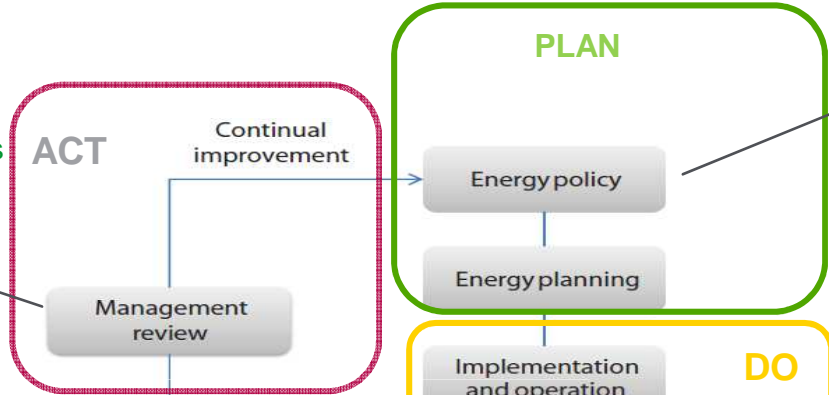 PLAN
s ACT
Continual
improvement
Energy policy
Energy planning
Management
review
Implementation
and operation
DO